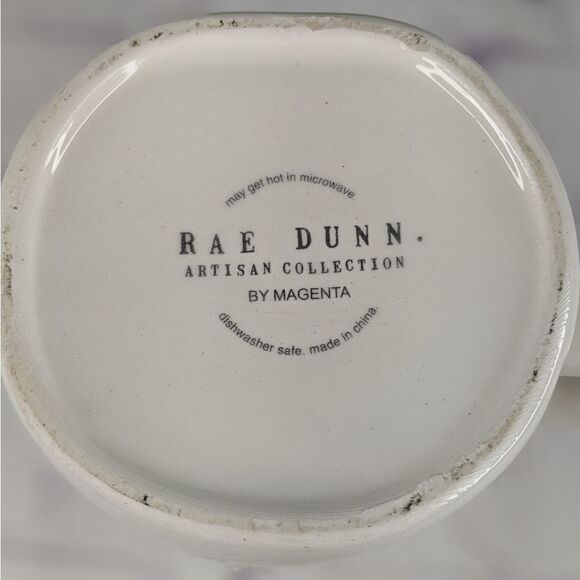 may get hot in microwave.
RAE DUNN.
ARTISAN COLLECTION
BY MAGENTA
dishwasher safe. made in china.